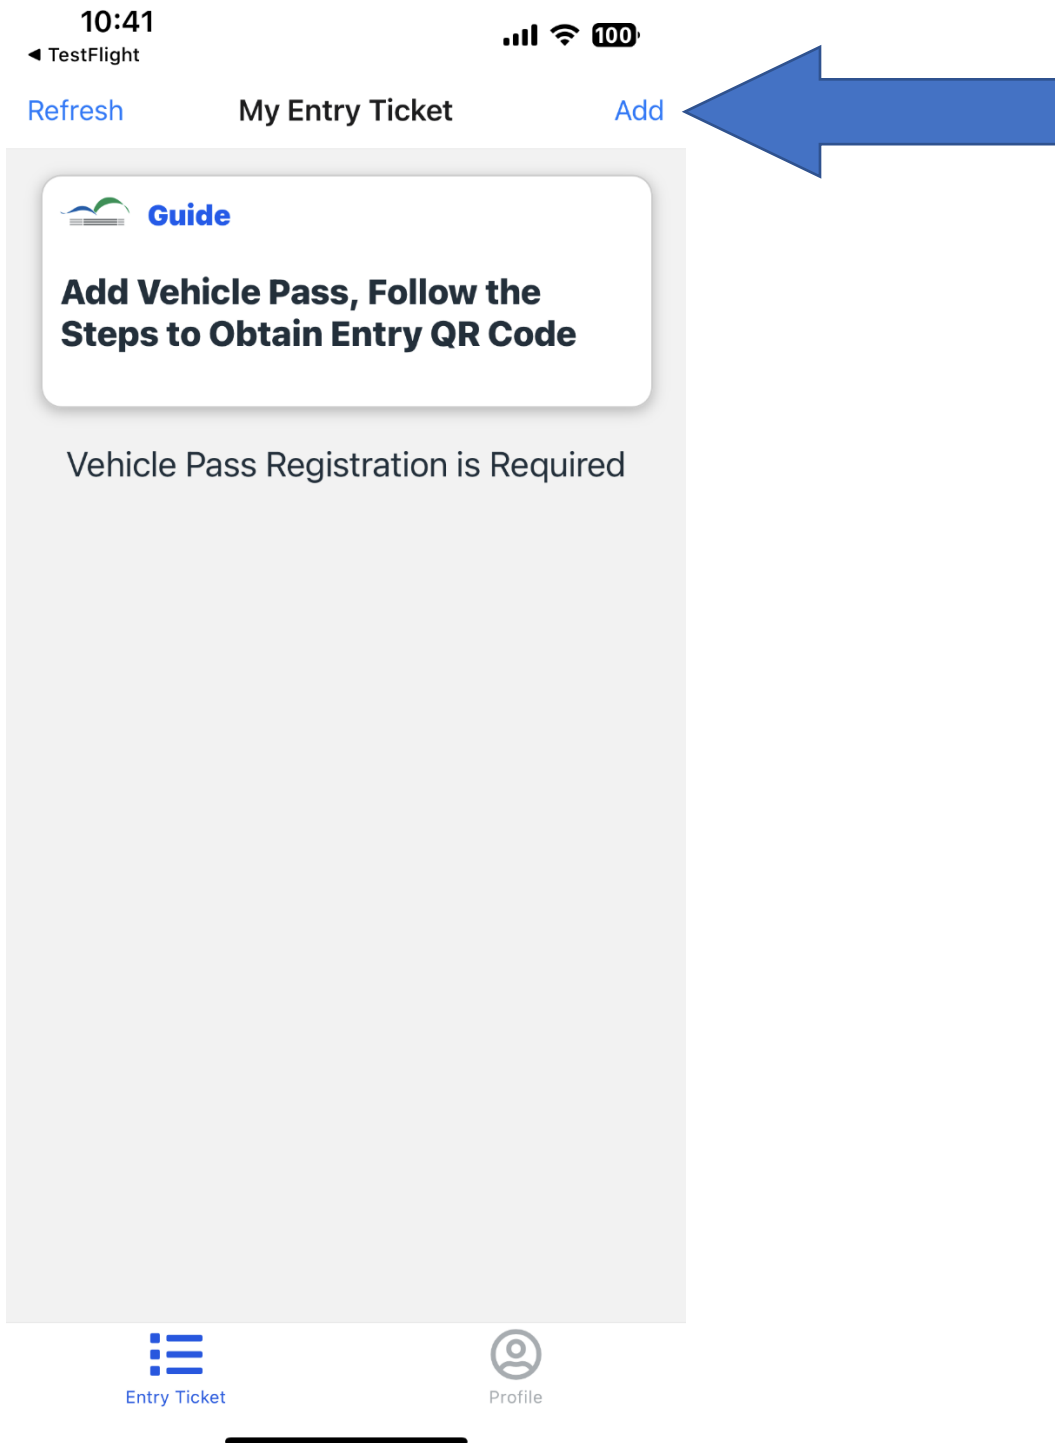 10:41
◀ TestFlight
100
Refresh
My Entry Ticket
Add
Guide
Add Vehicle Pass, Follow the
Steps to Obtain Entry QR Code
Vehicle Pass Registration is Required
Entry Ticket
Profile